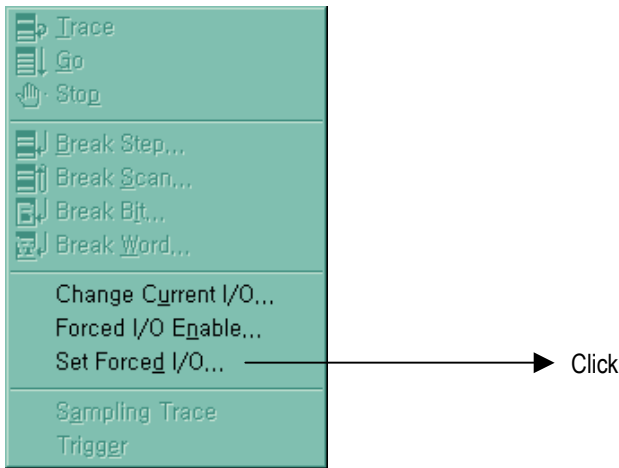 Trace
Go
Stop
Break Step...
Break Scan...
Break Bit...
Break Word...
Change Current I/O...
Forced I/O Enable...
Set Forced I/O...
Click
Sampling Trace
Trigger